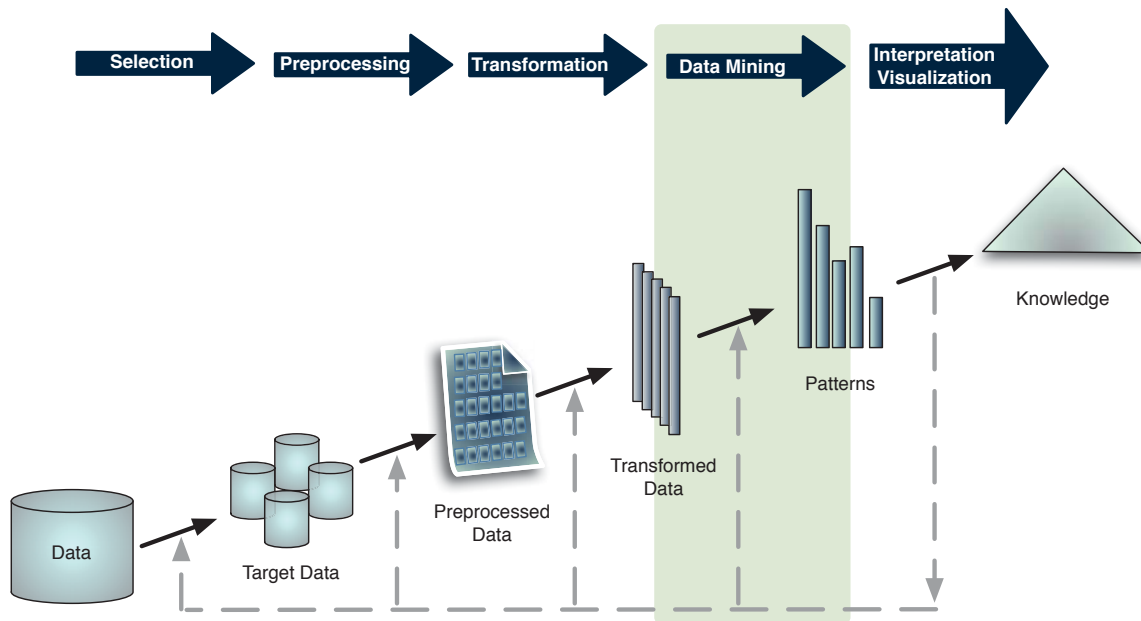 Selection
Preprocessing
Transformation
Data Mining
Interpretation
Visualization
Knowledge
Patterns
Transformed
Data
Preprocessed
Data
Target Data
Data